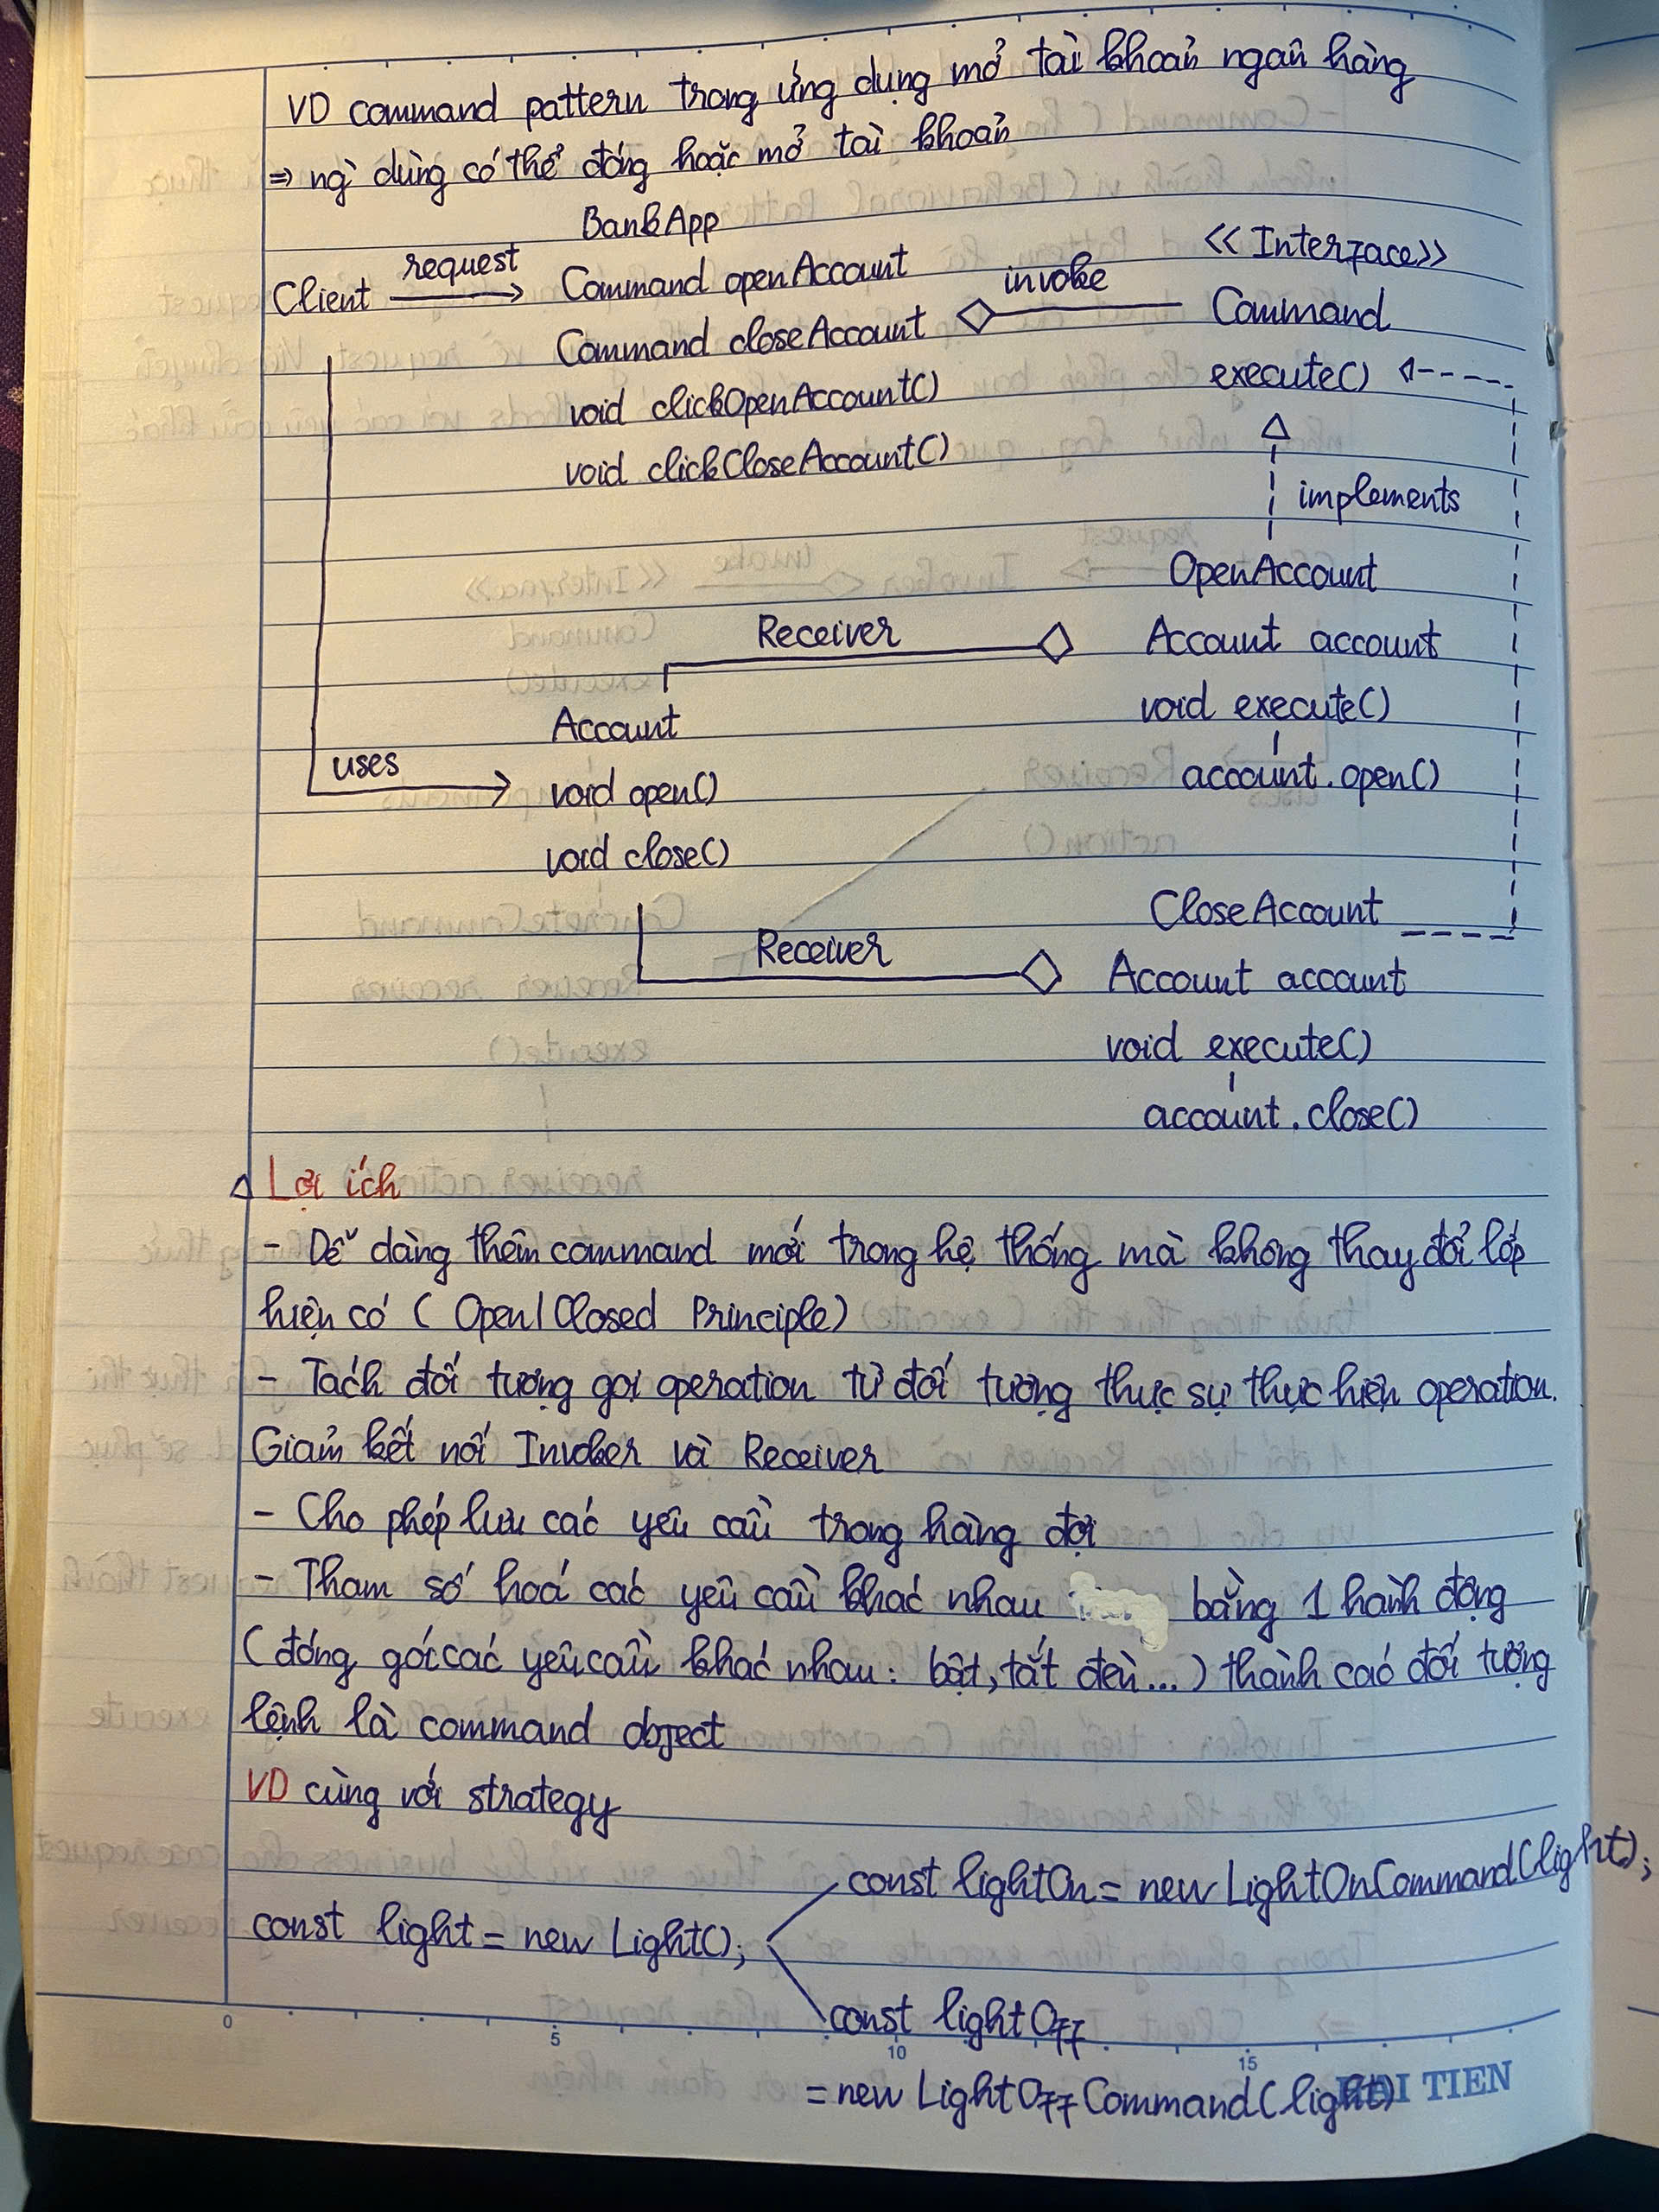 VD command pattern trong ứng dụng mở tài khoản ngân hàng
⇒ ng` dùng có thể đóng hoặc mở tài khoản
BankApp
<<Interface>>
Client request Command openAccount invoke Command
Command closeAccount
execute()
void clickOpenAccount()
void clickCloseAccount()
implements
OpenAccount
Receiver Account account
void execute()
Account
uses void open() account.open()
void close()
CloseAccount
Receiver Account account
void execute()
account.close()
Lợi ích
- Dễ dàng thêm command mới trong hệ thống mà không thay đổi lớp
hiện có (Open/Closed Principle)
- Tách đối tượng gọi operation từ đối tượng thực sự thực hiện operation.
Giảm kết nối Invoker và Receiver
- Cho phép lưu các yêu cầu trong hàng đợi
- Tham số hoá các yêu cầu khác nhau bằng 1 hành động
(đóng gói các yêu cầu khác nhau: bật, tắt đèn...) thành các đối tượng
lệnh là command object
VD cùng với strategy
const lightOn = new LightOnCommand(light);
const light = new Light();
const lightOff
= new LightOffCommand(light)
0 5 10 15
HAI TIEN